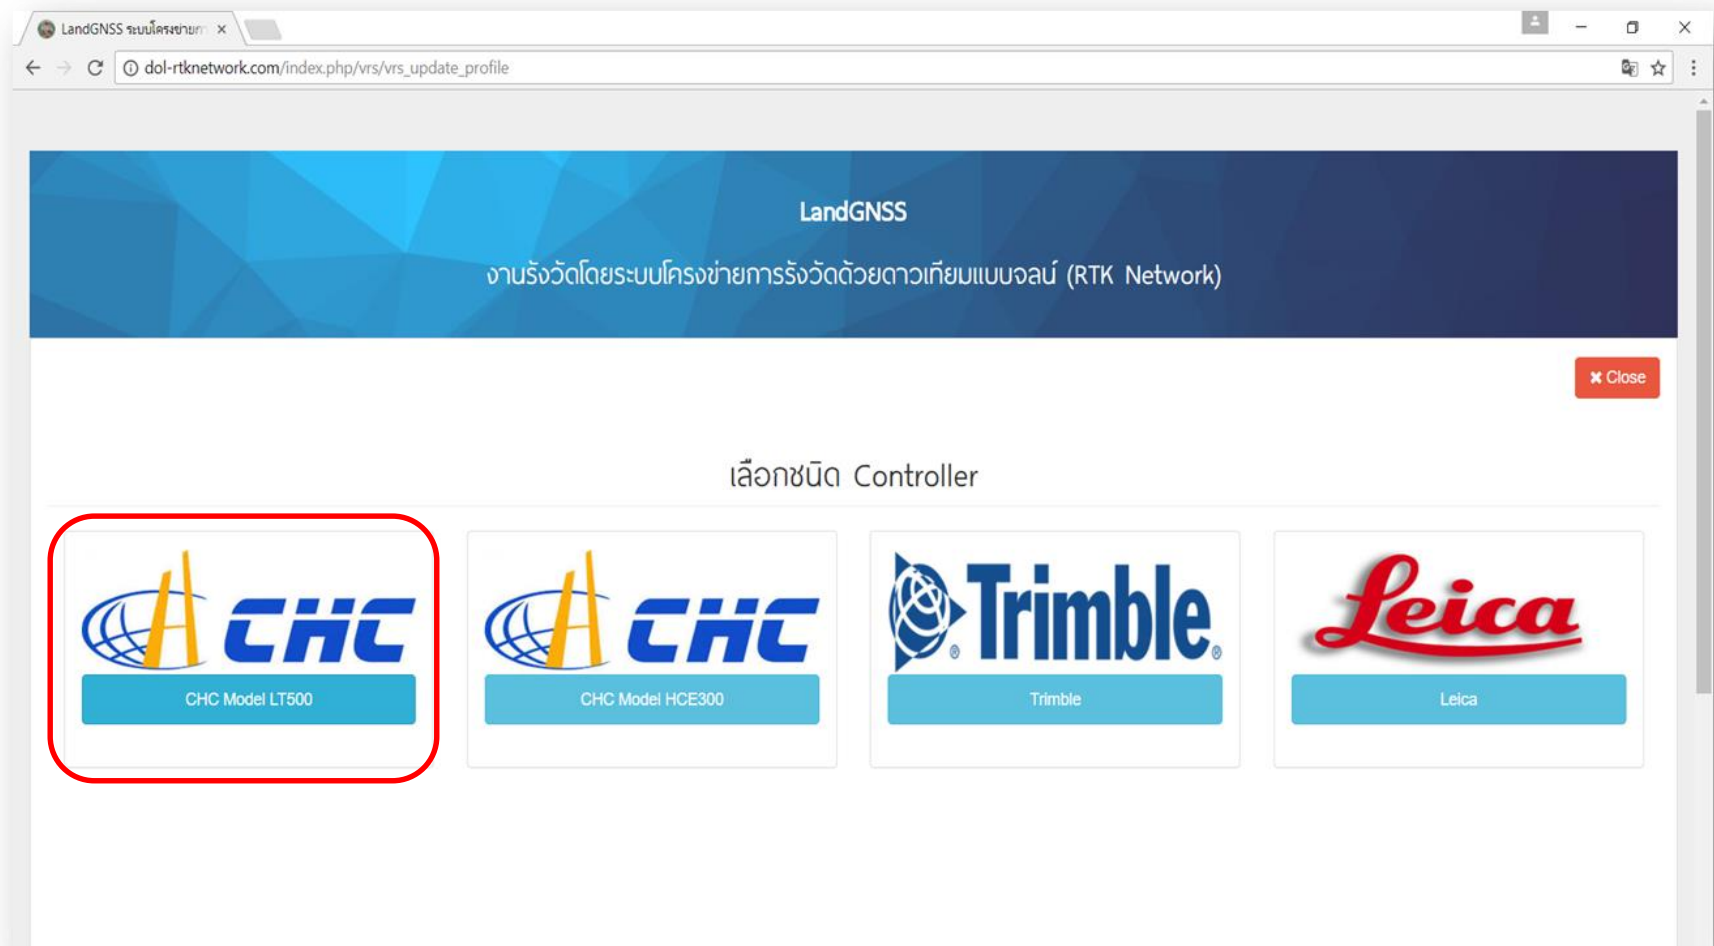 LandGNSS ระบบโครงข่ายกา
dol-rtknetwork.com/index.php/vrs/vrs_update_profile
LandGNSS
งานรังวัดโดยระบบโครงข่ายการรังวัดด้วยดาวเทียมแบบจลน์ (RTK Network)
Close
เลือกชนิด Controller
CHC
CHC
Trimble
Leica
CHC Model LT500
CHC Model HCE300
Trimble
Leica